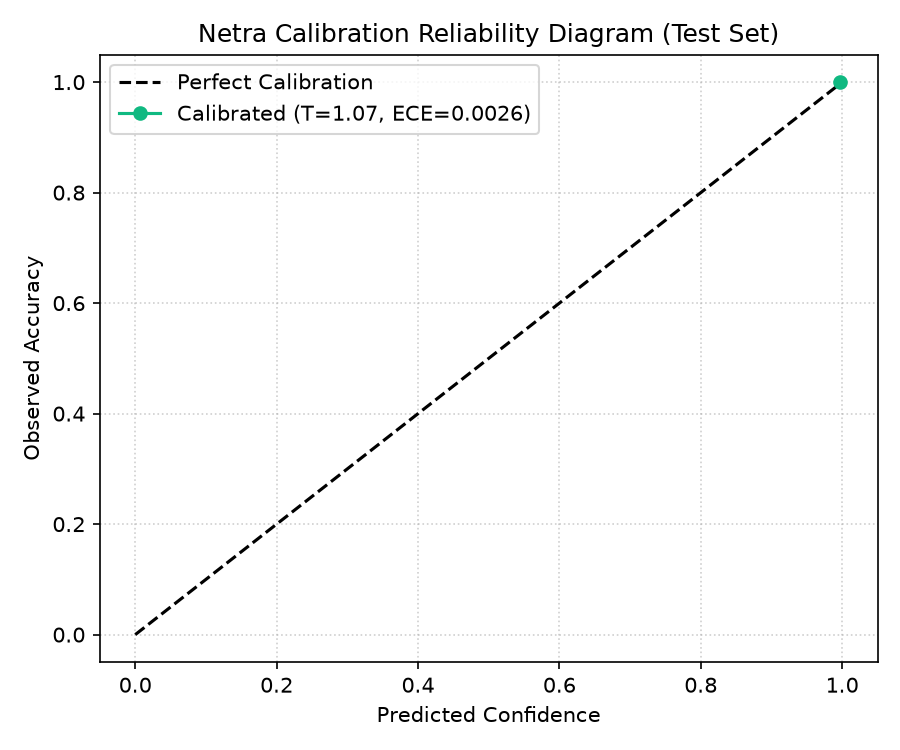 Netra Calibration Reliability Diagram (Test Set)
Perfect Calibration
Calibrated (T=1.07, ECE=0.0026)
1.0
0.8
0.6
0.4
0.2
0.0
Observed Accuracy
0.0 0.2 0.4 0.6 0.8 1.0
Predicted Confidence